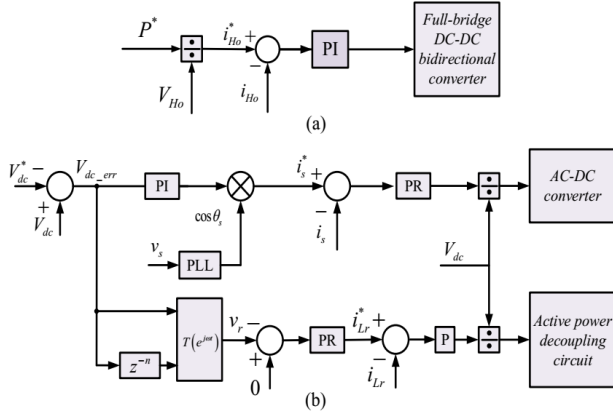 P* ÷ i*Ho + − PI Full-bridge
DC-DC
bidirectional
converter
VHo iHo
(a)
V*dc − Vdc_err PI i*s + PR ÷ AC-DC
converter
+ Vdc cosθs − is
vs PLL Vdc
T(e^jωt) vr − PR i*Lr + P ÷ Active power
decoupling
circuit
z^−n + 0 − iLr
(b)